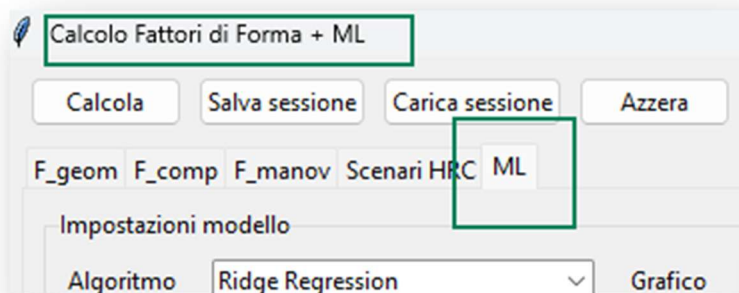 Calcolo Fattori di Forma + ML
Calcola Salva sessione Carica sessione Azzera
F_geom F_comp F_manov Scenari HRC ML
Impostazioni modello
Algoritmo Ridge Regression Grafico